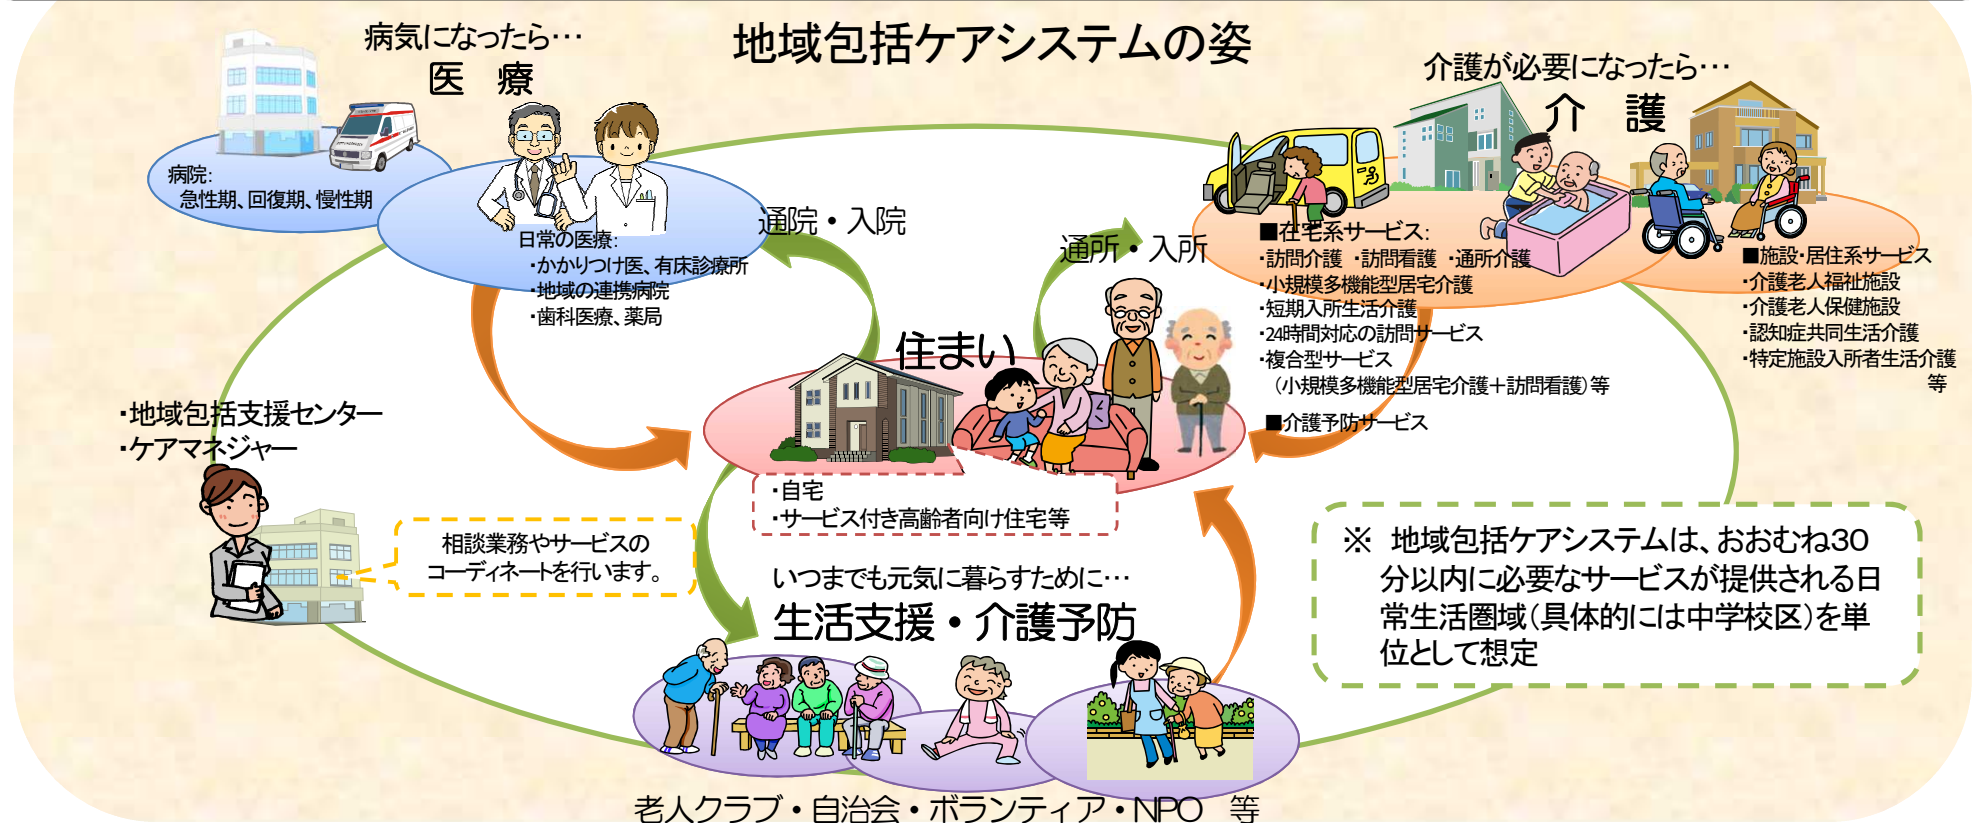 地域包括ケアシステムの姿
病気になったら…
医 療
病院:
急性期、回復期、慢性期
日常の医療:
・かかりつけ医、有床診療所
・地域の連携病院
・歯科医療、薬局
通院・入院
通所・入所
介護が必要になったら…
介 護
■在宅系サービス:
・訪問介護 ・訪問看護 ・通所介護
・小規模多機能型居宅介護
・短期入所生活介護
・24時間対応の訪問サービス
・複合型サービス
(小規模多機能型居宅介護+訪問看護)等
■介護予防サービス
■施設・居住系サービス
・介護老人福祉施設
・介護老人保健施設
・認知症共同生活介護
・特定施設入所者生活介護
等
住まい
・自宅
・サービス付き高齢者向け住宅等
・地域包括支援センター
・ケアマネジャー
相談業務やサービスの
コーディネートを行います。
いつまでも元気に暮らすために…
生活支援・介護予防
老人クラブ・自治会・ボランティア・NPO 等
※ 地域包括ケアシステムは、おおむね30
分以内に必要なサービスが提供される日
常生活圏域(具体的には中学校区)を単
位として想定